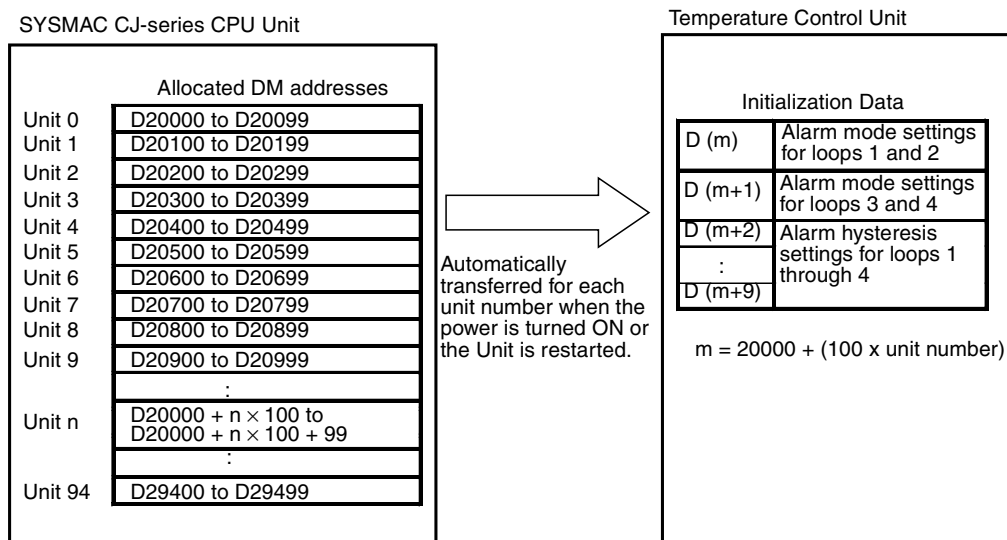 SYSMAC CJ-series CPU Unit
Allocated DM addresses
Unit 0 D20000 to D20099
Unit 1 D20100 to D20199
Unit 2 D20200 to D20299
Unit 3 D20300 to D20399
Unit 4 D20400 to D20499
Unit 5 D20500 to D20599
Unit 6 D20600 to D20699
Unit 7 D20700 to D20799
Unit 8 D20800 to D20899
Unit 9 D20900 to D20999
:
Unit n D20000 + n × 100 to
D20000 + n × 100 + 99
:
Unit 94 D29400 to D29499
Automatically
transferred for each
unit number when the
power is turned ON or
the Unit is restarted.
Temperature Control Unit
Initialization Data
D (m) Alarm mode settings
for loops 1 and 2
D (m+1) Alarm mode settings
for loops 3 and 4
D (m+2) Alarm hysteresis
: settings for loops 1
D (m+9) through 4
m = 20000 + (100 x unit number)